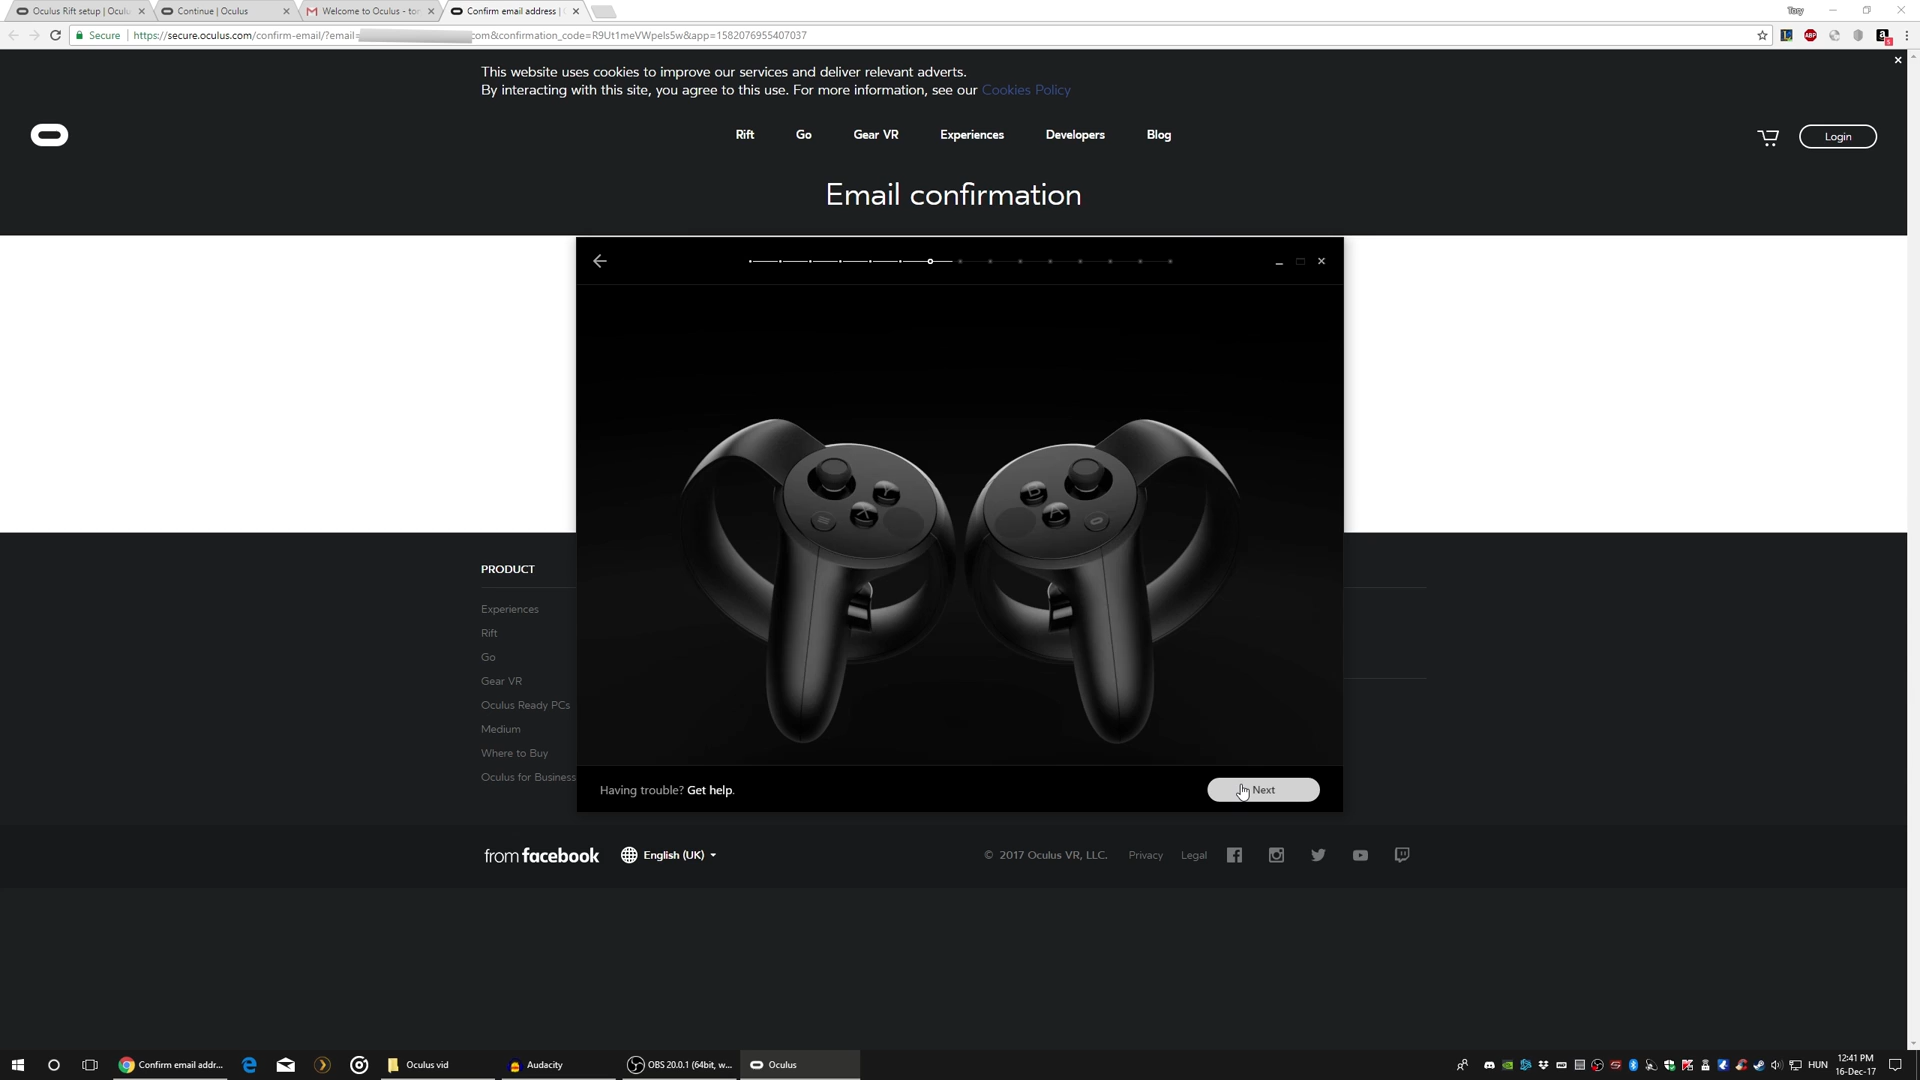 Oculus Rift setup | Oculu
Continue | Oculus
Welcome to Oculus - tor
Confirm email address |
Tory
Secure
https://secure.oculus.com/confirm-email/?email=
com&confirmation_code=R9Ut1meVWpels5w&app=1582076955407037
This website uses cookies to improve our services and deliver relevant adverts.
By interacting with this site, you agree to this use. For more information, see our Cookies Policy
Rift
Go
Gear VR
Experiences
Developers
Blog
Login
Email confirmation
Y
X
A
PRODUCT
Experiences
Rift
Go
Gear VR
Oculus Ready PCs
Medium
Where to Buy
Oculus for Business
Having trouble? Get help.
Next
from facebook
English (UK)
© 2017 Oculus VR, LLC.
Privacy
Legal
Confirm email addr...
Oculus vid
Audacity
OBS 20.0.1 (64bit, w...
Oculus
HUN
12:41 PM
16-Dec-17